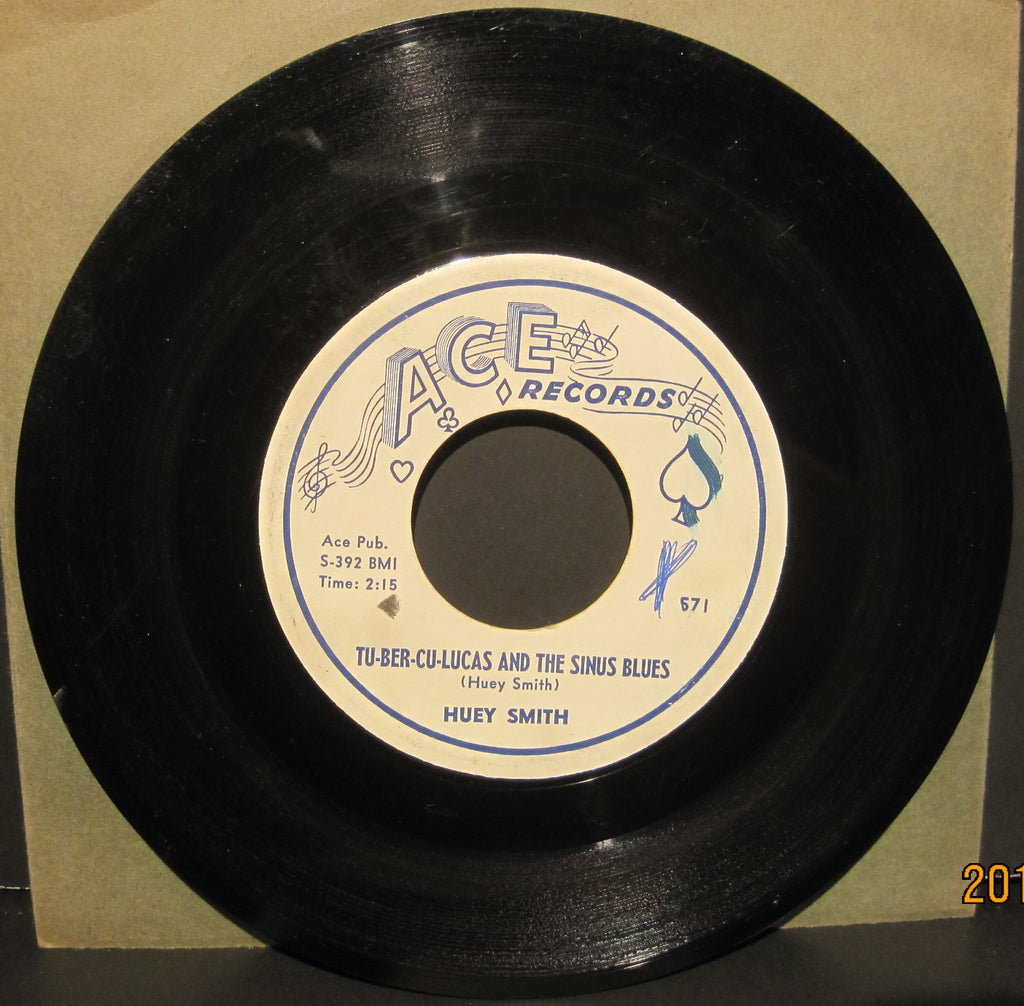 ACE
RECORDS
Ace Pub.
S-392 BMI
Time: 2:15
571
TU-BER-CU-LUCAS AND THE SINUS BLUES
(Huey Smith)
HUEY SMITH
201